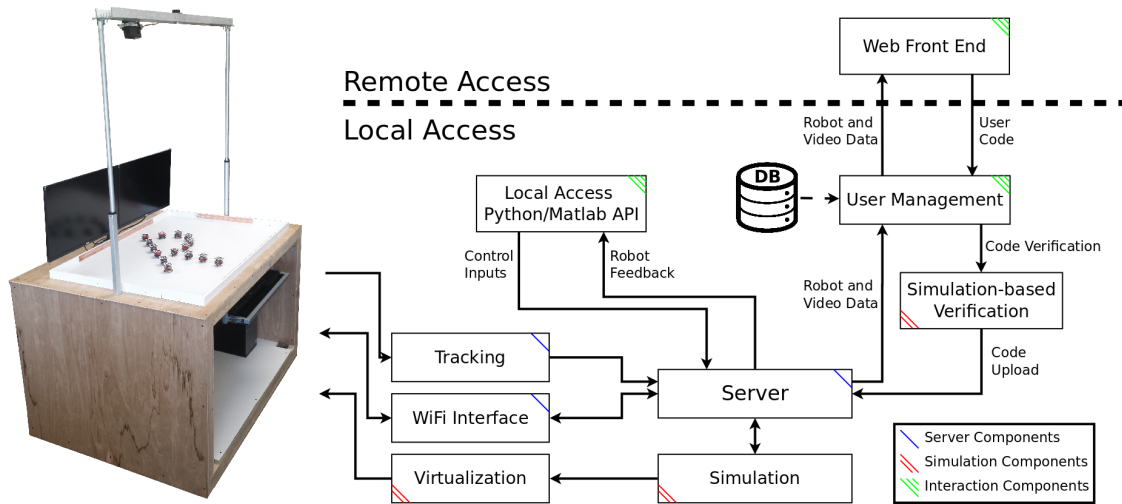 Web Front End
Remote Access
Local Access
Robot and
Video Data
User
Code
DB
Local Access
Python/Matlab API
User Management
Control
Inputs
Robot
Feedback
Code Verification
Robot and
Video Data
Simulation-based
Verification
Tracking
Code
Upload
Server
WiFi Interface
Virtualization
Simulation
Server Components
Simulation Components
Interaction Components